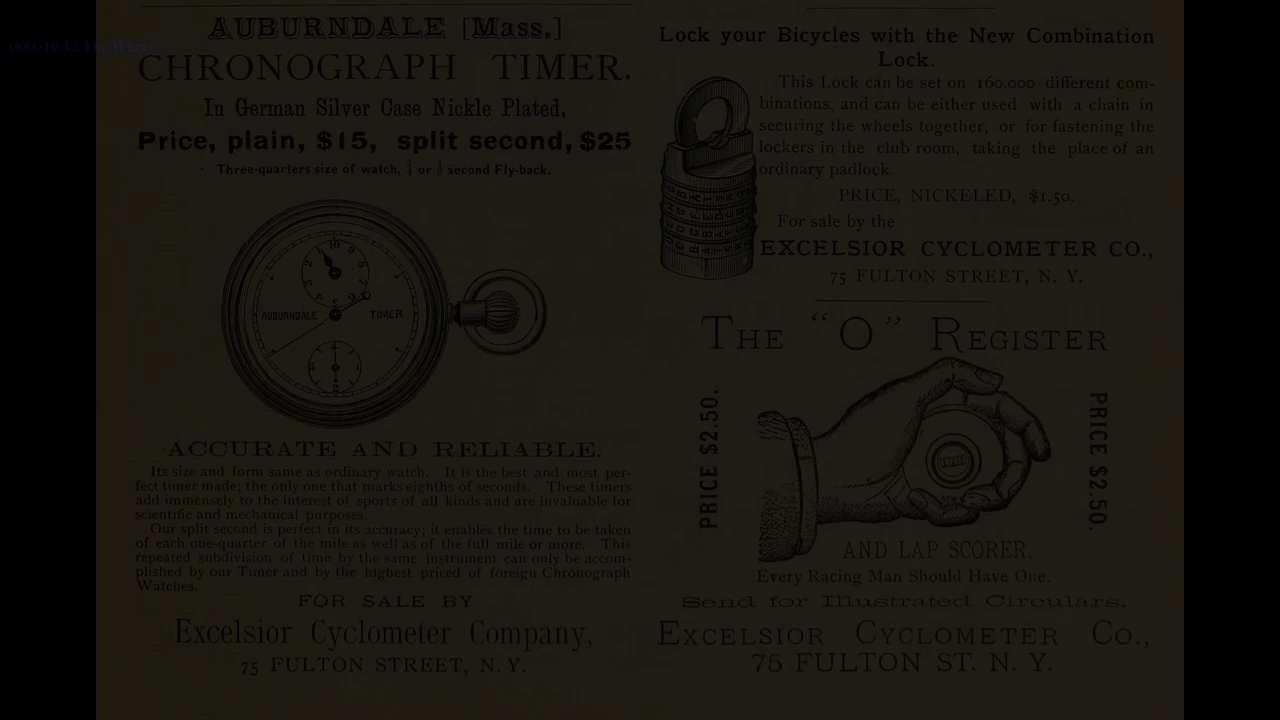 1881-10-12 The Wheel
AUBURNDALE [Mass.]
CHRONOGRAPH TIMER.
In German Silver Case Nickle Plated,
Price, plain, $15, split second, $25
Three-quarters size of watch, ¼ or ⅛ second Fly-back.
10
AUBURNDALE TIMER
ACCURATE AND RELIABLE.
Its size and form same as ordinary watch. It is the best and most per-
fect timer made; the only one that marks eighths of seconds. These timers
add immensely to the interest of sports of all kinds and are invaluable for
scientific and mechanical purposes.
Our split second is perfect in its accuracy; it enables the time to be taken
of each one-quarter of the mile as well as of the full mile or more. This
repeated subdivision of time by the same instrument can only be accom-
plished by our Timer and by the highest priced of foreign Chronograph
Watches.
FOR SALE BY
Excelsior Cyclometer Company,
75 FULTON STREET, N. Y.
Lock your Bicycles with the New Combination
Lock.
This Lock can be set on 160,000 different com-
binations, and can be either used with a chain in
securing the wheels together, or for fastening the
lockers in the club room, taking the place of an
ordinary padlock.
PRICE, NICKELED, $1.50.
For sale by the
EXCELSIOR CYCLOMETER CO.,
75 FULTON STREET, N. Y.
THE "O" REGISTER
PRICE $2.50.
PRICE $2.50.
AND LAP SCORER.
Every Racing Man Should Have One.
Send for Illustrated Circulars.
EXCELSIOR CYCLOMETER CO.,
75 FULTON ST. N. Y.